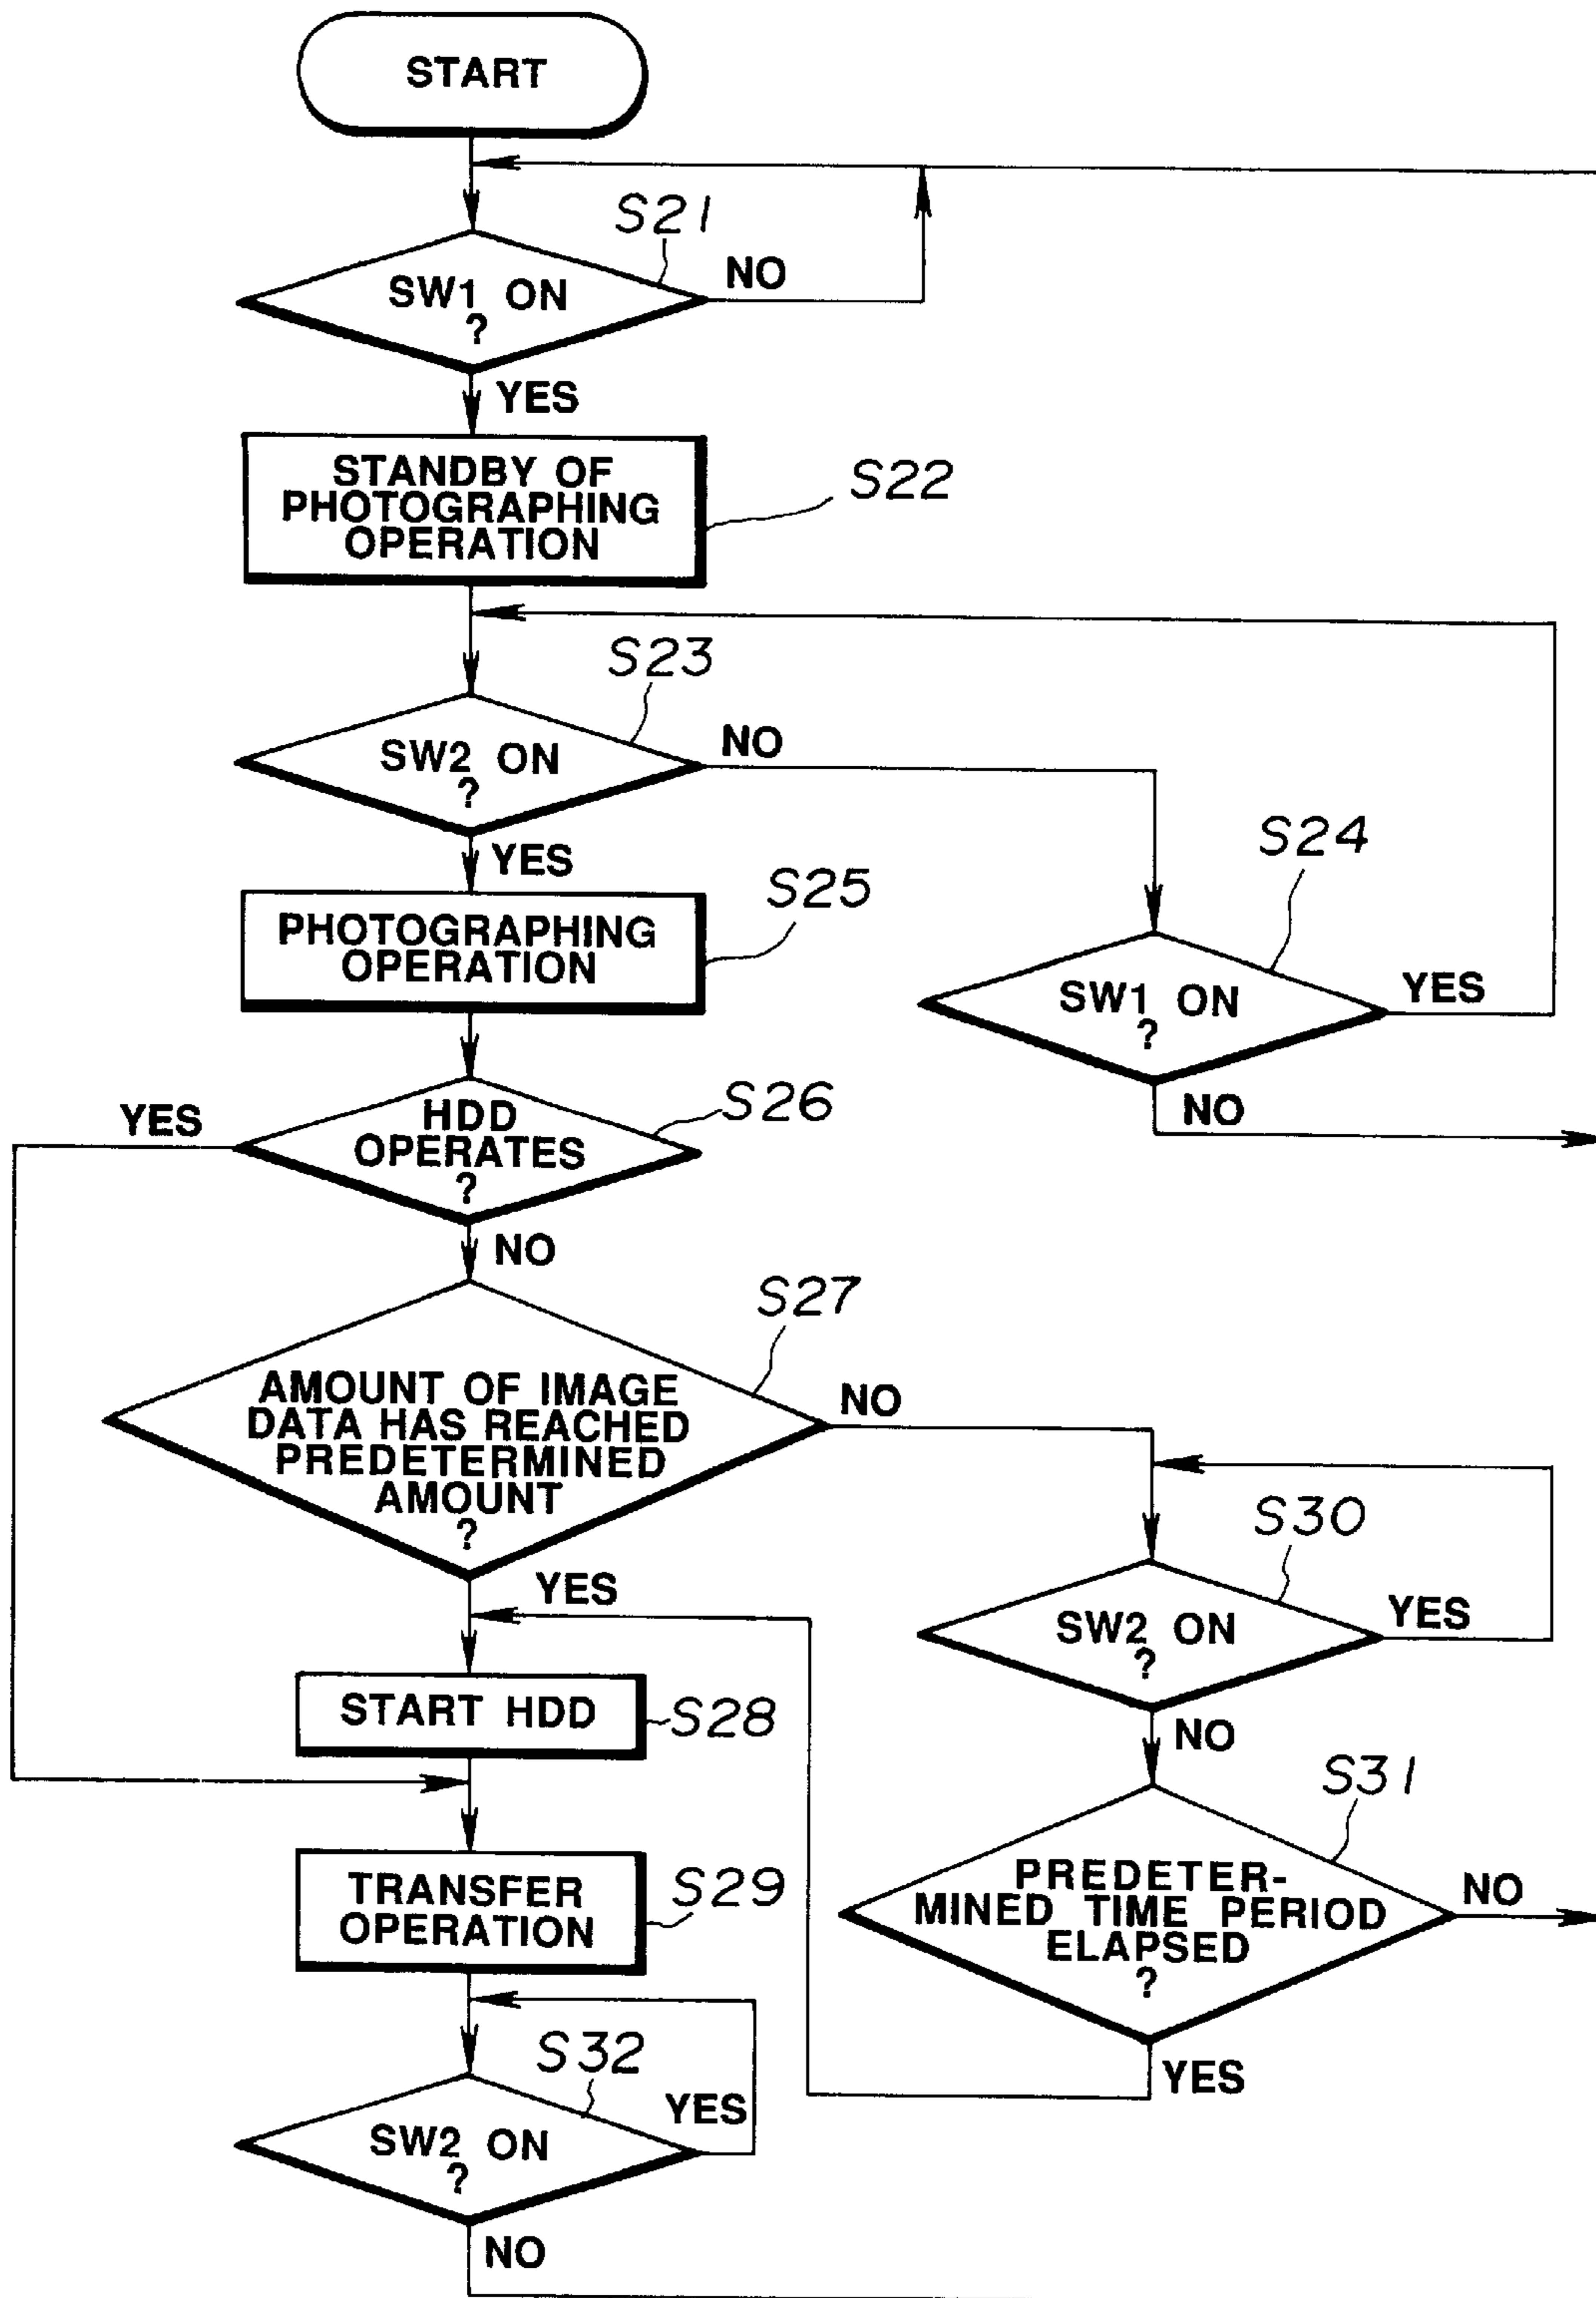 START
S21
SW1 ON
?
NO
YES
STANDBY OF
PHOTOGRAPHING
OPERATION
S22
S23
SW2 ON
?
NO
YES
S24
SW1 ON
?
YES
NO
S25
PHOTOGRAPHING
OPERATION
S26
YES
HDD
OPERATES
?
NO
S27
AMOUNT OF IMAGE
DATA HAS REACHED
PREDETERMINED
AMOUNT
?
NO
YES
S30
SW2 ON
?
YES
NO
START HDD
S28
S31
PREDETER-
MINED TIME PERIOD
ELAPSED
?
NO
YES
TRANSFER
OPERATION
S29
S32
SW2 ON
?
YES
NO